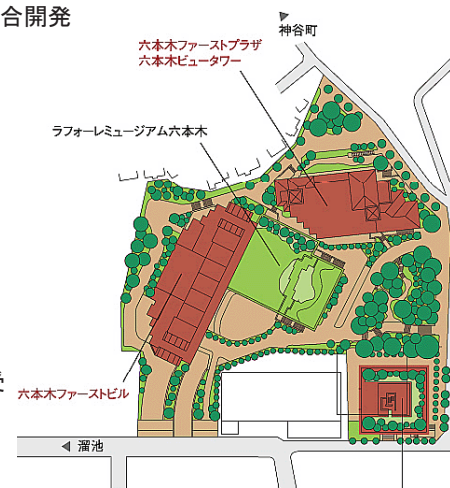 合開発
神谷町
六本木ファーストプラザ
六本木ビュータワー
ラフォーレミュージアム六本木
六本木ファーストビル
溜池